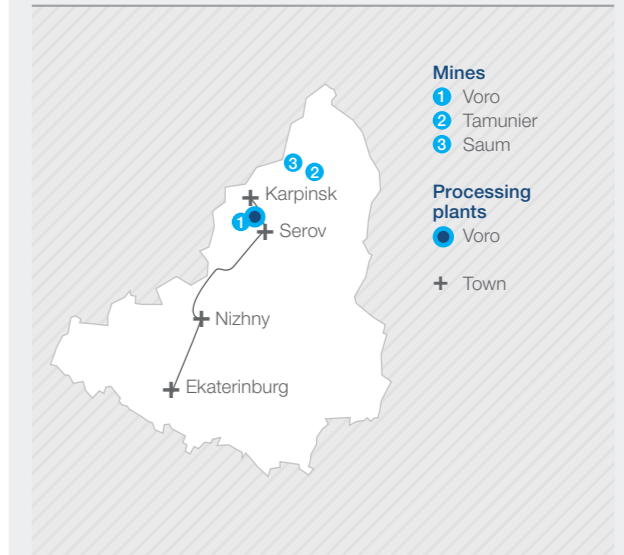 Mines
1 Voro
2 Tamunier
3 Saum
Processing
plants
Voro
Town
3
2
Karpinsk
1
Serov
Nizhny
Ekaterinburg